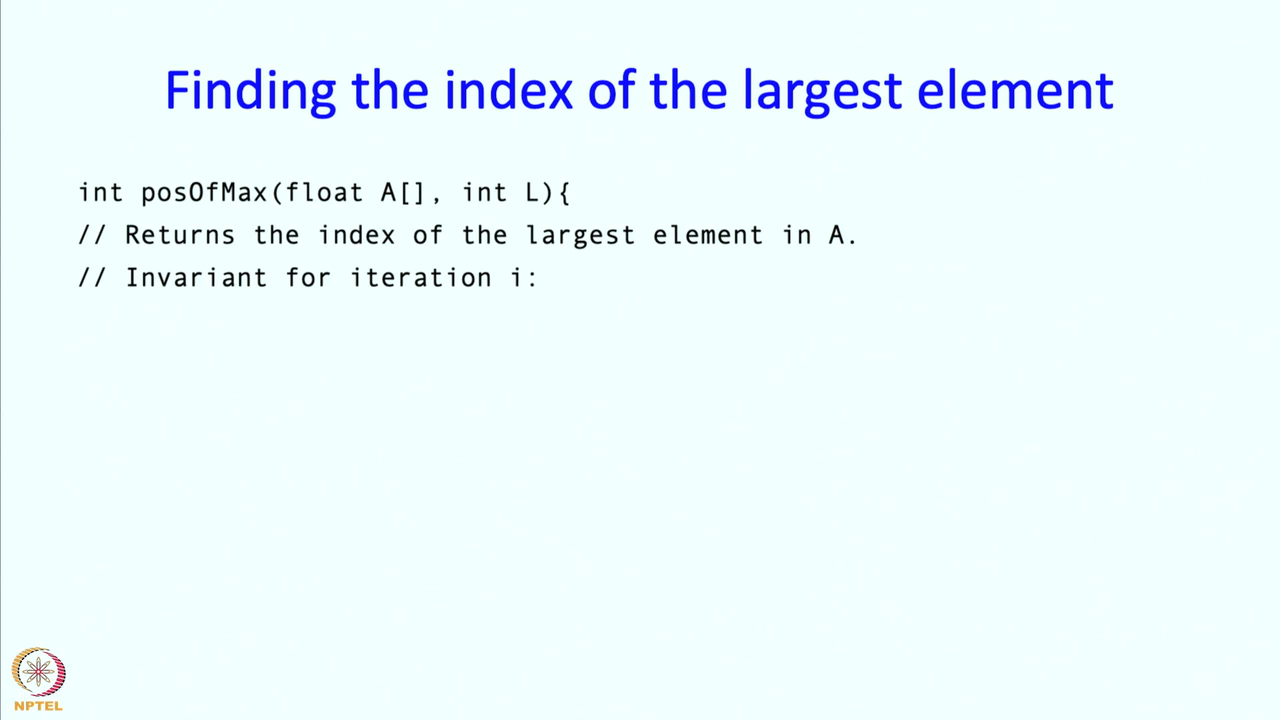 Finding the index of the largest element
int posOfMax(float A[], int L){
// Returns the index of the largest element in A.
// Invariant for iteration i:
NPTEL